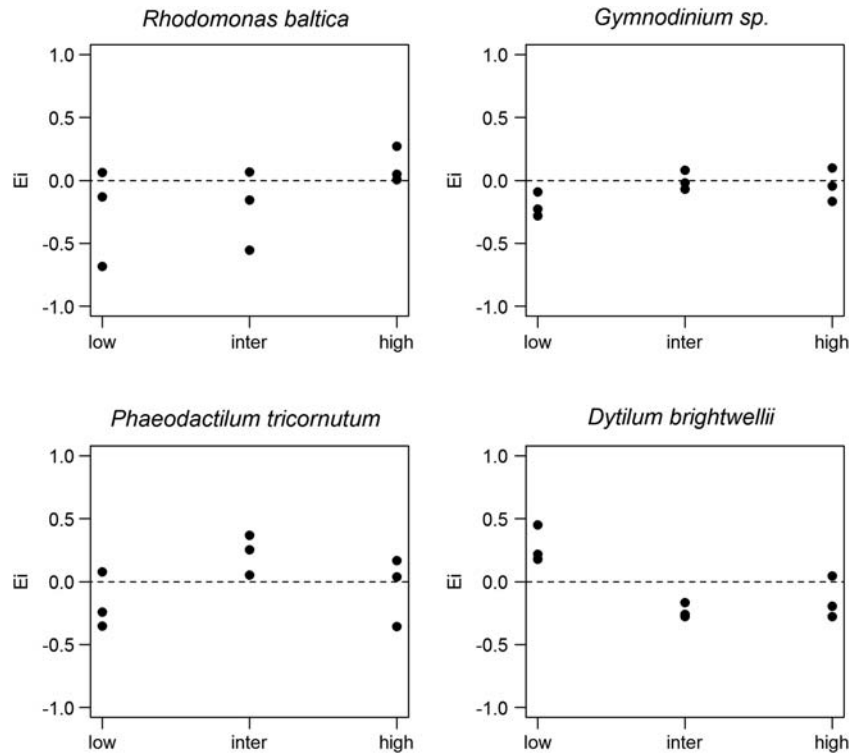 Rhodomonas baltica
1.0
0.5
0.0
-0.5
-1.0
Ei
low inter high
Gymnodinium sp.
1.0
0.5
0.0
-0.5
-1.0
Ei
low inter high
Phaeodactilum tricornutum
1.0
0.5
0.0
-0.5
-1.0
Ei
low inter high
Dytilum brightwellii
1.0
0.5
0.0
-0.5
-1.0
Ei
low inter high